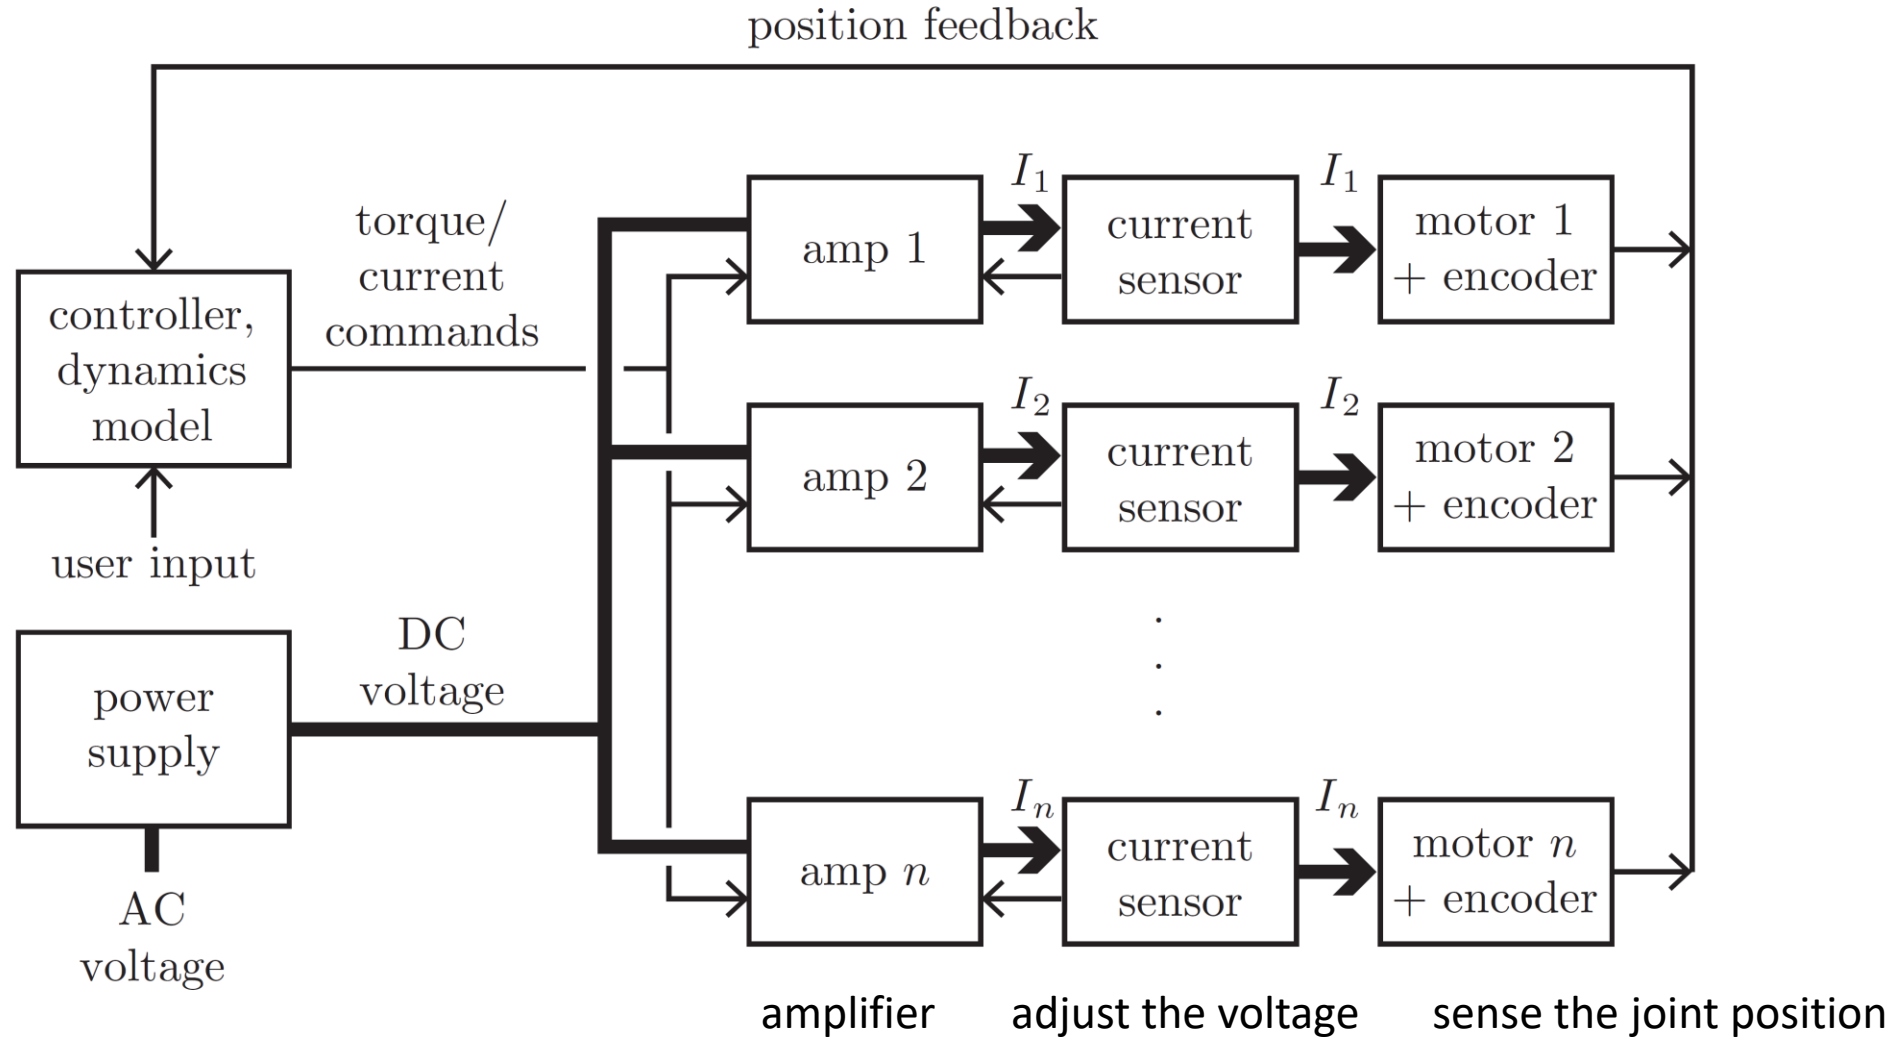 position feedback
torque/
current
commands
controller,
dynamics
model
user input
power
supply
DC
voltage
AC
voltage
amp 1
I₁
current
sensor
I₁
motor 1
+ encoder
amp 2
I₂
current
sensor
I₂
motor 2
+ encoder
.
.
.
amp n
Iₙ
current
sensor
Iₙ
motor n
+ encoder
amplifier
adjust the voltage
sense the joint position